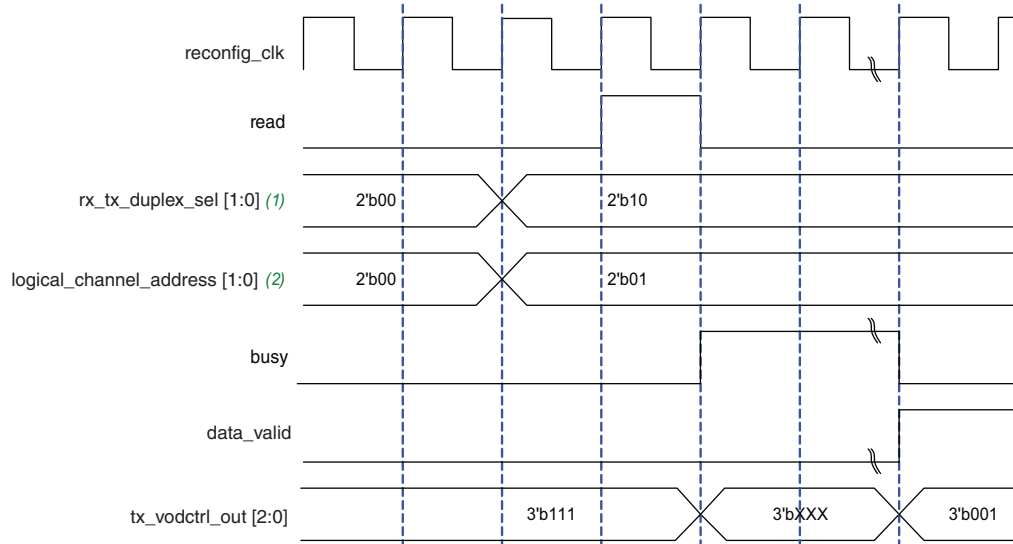 reconfig_clk
read
rx_tx_duplex_sel [1:0] (1) 2'b00 2'b10
logical_channel_address [1:0] (2) 2'b00 2'b01
busy
data_valid
tx_vodctrl_out [2:0] 3'b111 3'bXXX 3'b001